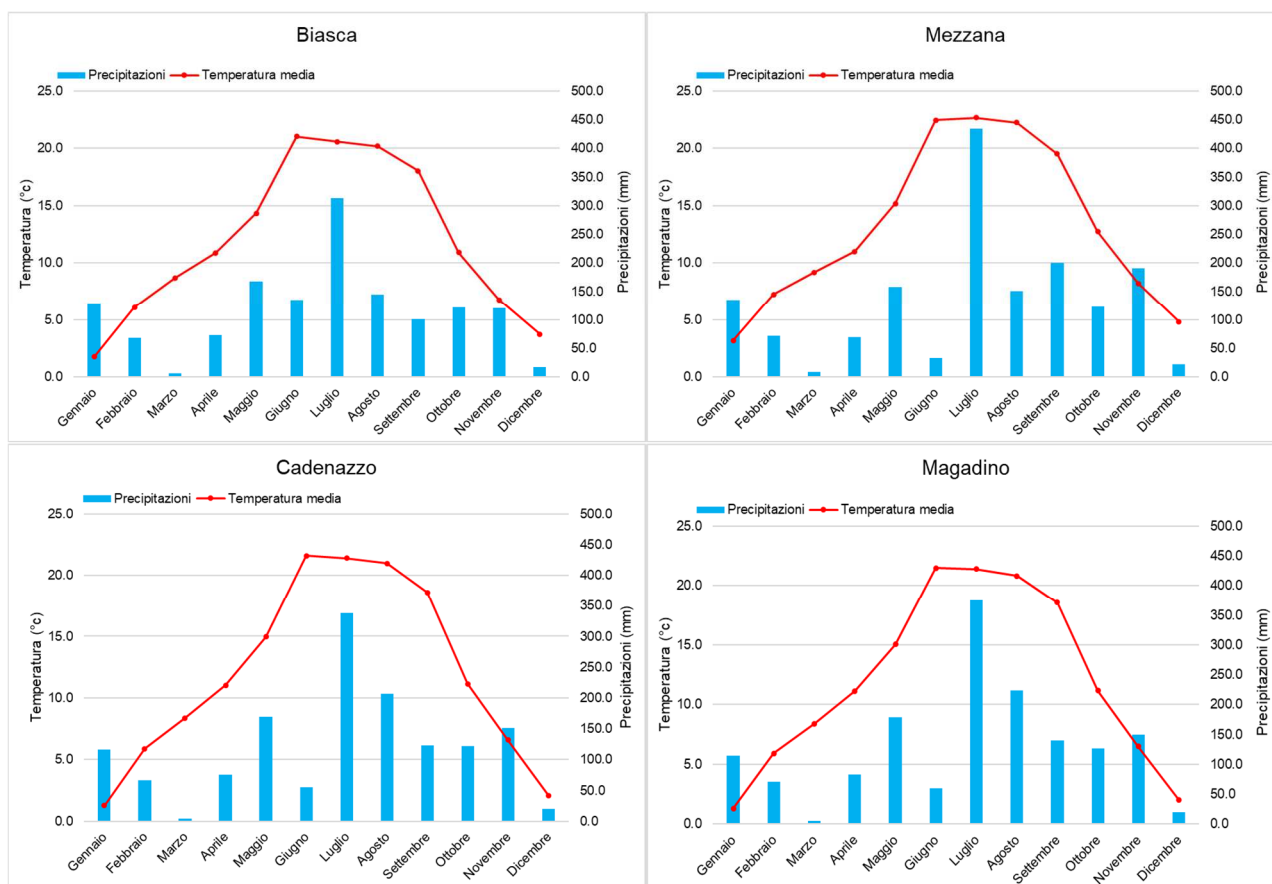 Biasca
Precipitazioni Temperatura media
25.0
20.0
15.0
10.0
5.0
0.0
Temperatura (°c)
500.0
450.0
400.0
350.0
300.0
250.0
200.0
150.0
100.0
50.0
0.0
Precipitazioni (mm)
Gennaio
Febbraio
Marzo
Aprile
Maggio
Giugno
Luglio
Agosto
Settembre
Ottobre
Novembre
Dicembre
Mezzana
Precipitazioni Temperatura media
25.0
20.0
15.0
10.0
5.0
0.0
Temperatura (°c)
500.0
450.0
400.0
350.0
300.0
250.0
200.0
150.0
100.0
50.0
0.0
Precipitazioni (mm)
Gennaio
Febbraio
Marzo
Aprile
Maggio
Giugno
Luglio
Agosto
Settembre
Ottobre
Novembre
Dicembre
Cadenazzo
Precipitazioni Temperatura media
25.0
20.0
15.0
10.0
5.0
0.0
Temperatura (°c)
500.0
450.0
400.0
350.0
300.0
250.0
200.0
150.0
100.0
50.0
0.0
Precipitazioni (mm)
Gennaio
Febbraio
Marzo
Aprile
Maggio
Giugno
Luglio
Agosto
Settembre
Ottobre
Novembre
Dicembre
Magadino
Precipitazioni Temperatura media
25.0
20.0
15.0
10.0
5.0
0.0
Temperatura (°c)
500.0
450.0
400.0
350.0
300.0
250.0
200.0
150.0
100.0
50.0
0.0
Precipitazioni (mm)
Gennaio
Febbraio
Marzo
Aprile
Maggio
Giugno
Luglio
Agosto
Settembre
Ottobre
Novembre
Dicembre